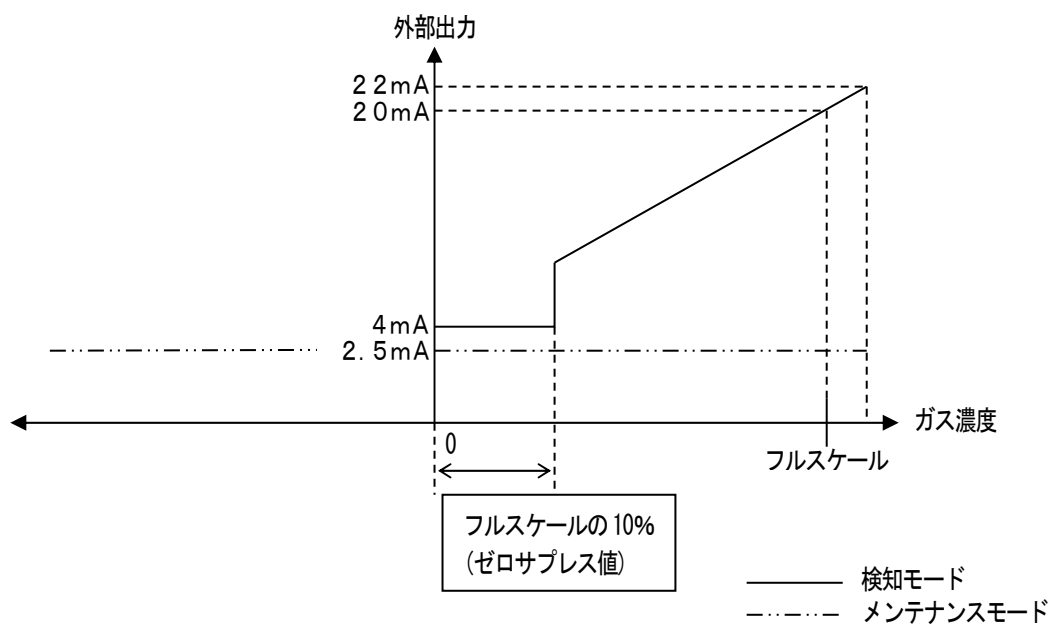 外部出力
22mA
20mA
4mA
2.5mA
ガス濃度
0
フルスケール
フルスケールの10%
(ゼロサプレス値)
検知モード
メンテナンスモード